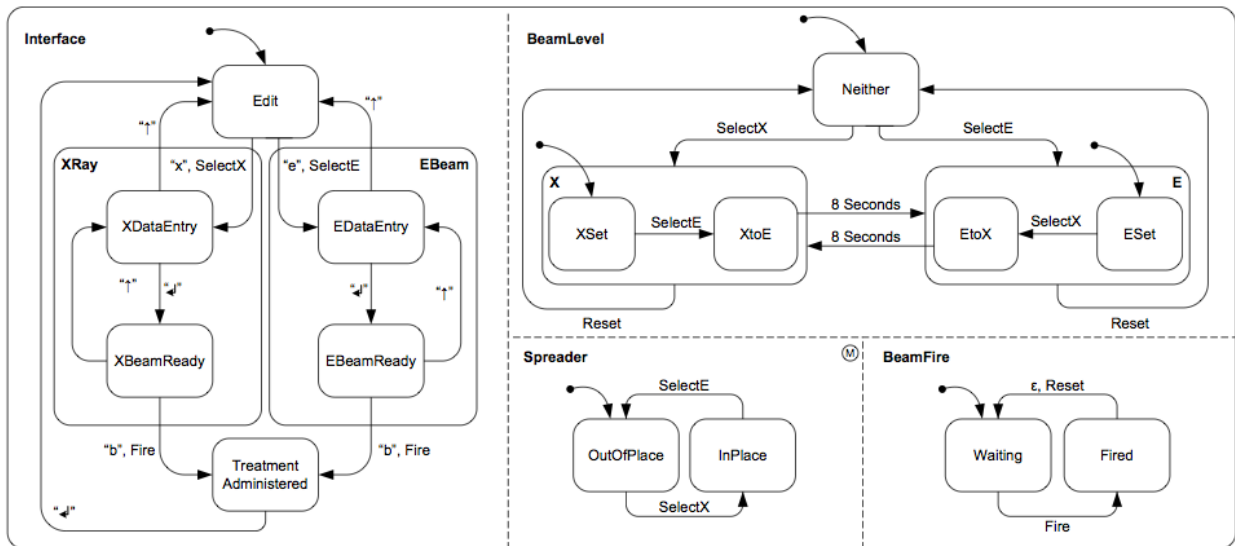 Interface
Edit
“↑”
“↑”
XRay
“x”, SelectX
“e”, SelectE
EBeam
XDataEntry
EDataEntry
“↑”
“↲”
“↲”
“↑”
XBeamReady
EBeamReady
“b”, Fire
“b”, Fire
Treatment
Administered
“↲”
BeamLevel
Neither
SelectX
SelectE
X
E
XSet
SelectE
XtoE
8 Seconds
8 Seconds
EtoX
SelectX
ESet
Reset
Reset
Spreader
M
SelectE
OutOfPlace
InPlace
SelectX
BeamFire
ε, Reset
Waiting
Fired
Fire